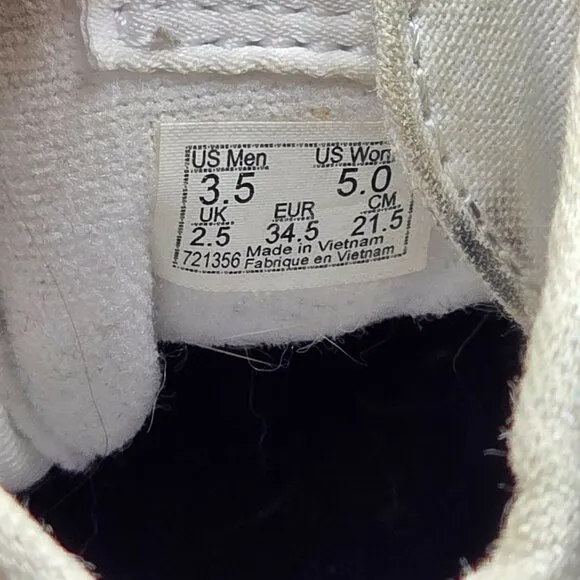 US Men US Wom
3.5 5.0
UK EUR CM
2.5 34.5 21.5
721356 Made in Vietnam
Fabrique en Vietnam